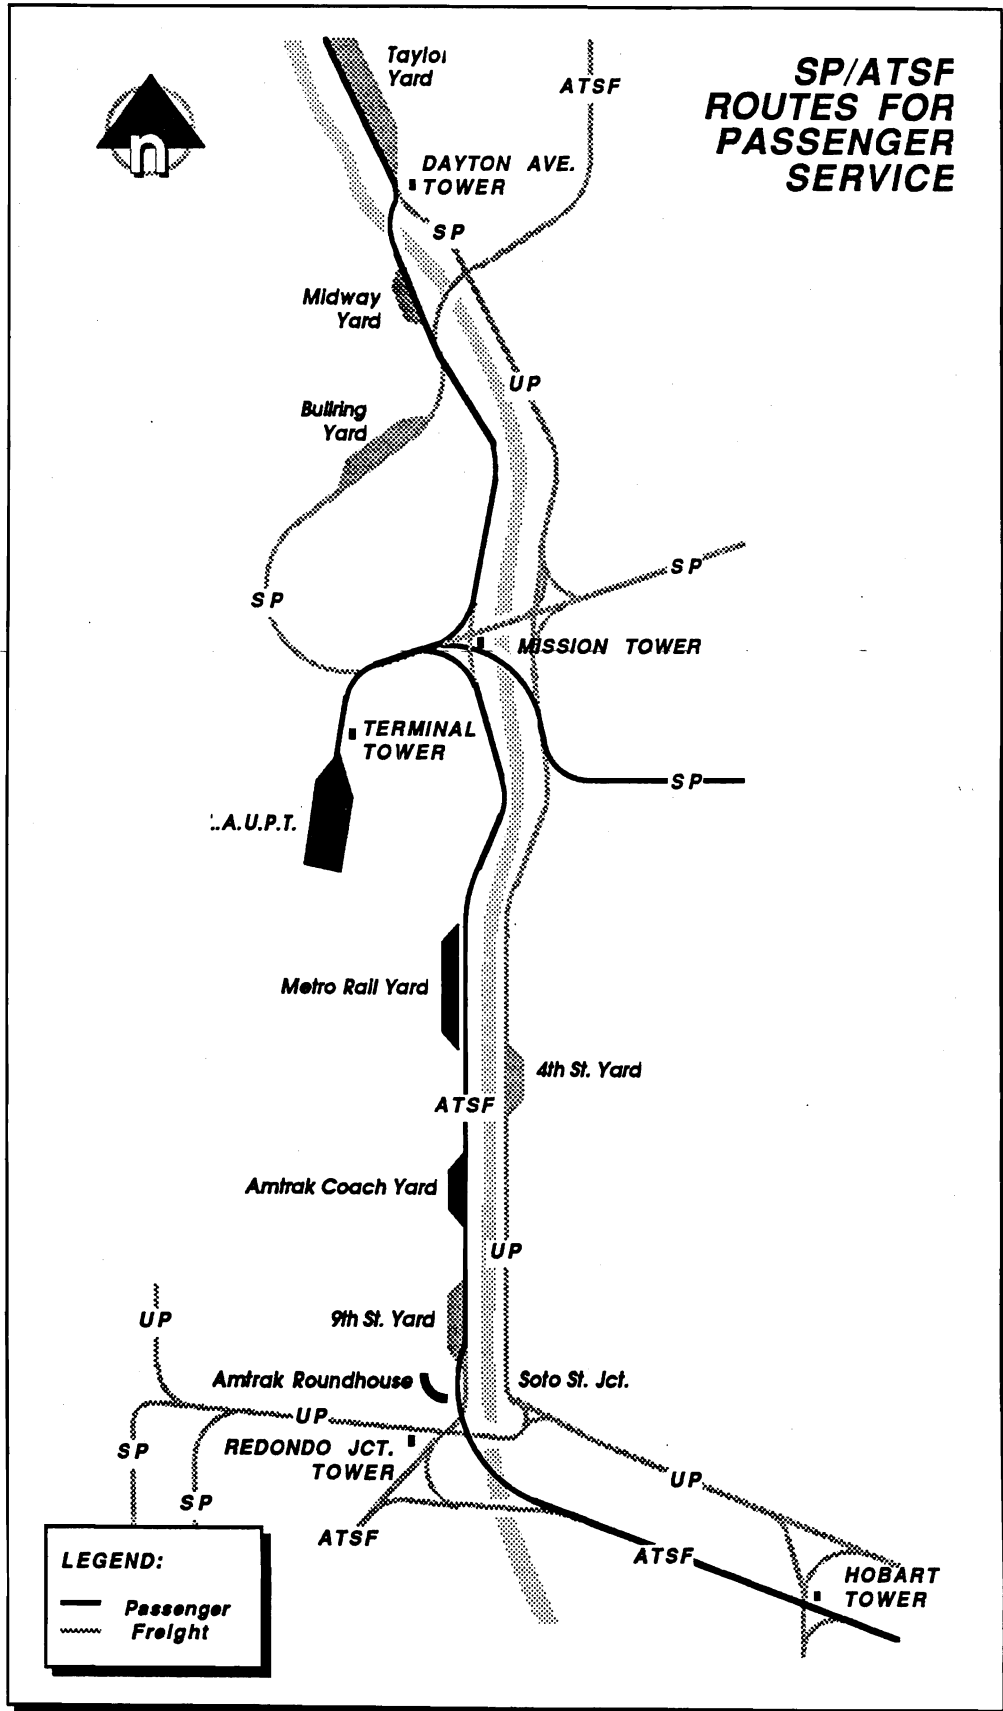 SP/ATSF
ROUTES FOR
PASSENGER
SERVICE
n
Taylor
Yard
ATSF
DAYTON AVE.
TOWER
SP
Midway
Yard
UP
Bullring
Yard
SP
SP
MISSION TOWER
TERMINAL
TOWER
SP
L.A.U.P.T.
Metro Rail Yard
4th St. Yard
ATSF
Amtrak Coach Yard
UP
UP
9th St. Yard
Amtrak Roundhouse
Soto St. Jct.
UP
SP
REDONDO JCT.
TOWER
UP
SP
ATSF
ATSF
HOBART
TOWER
LEGEND:
Passenger
Freight